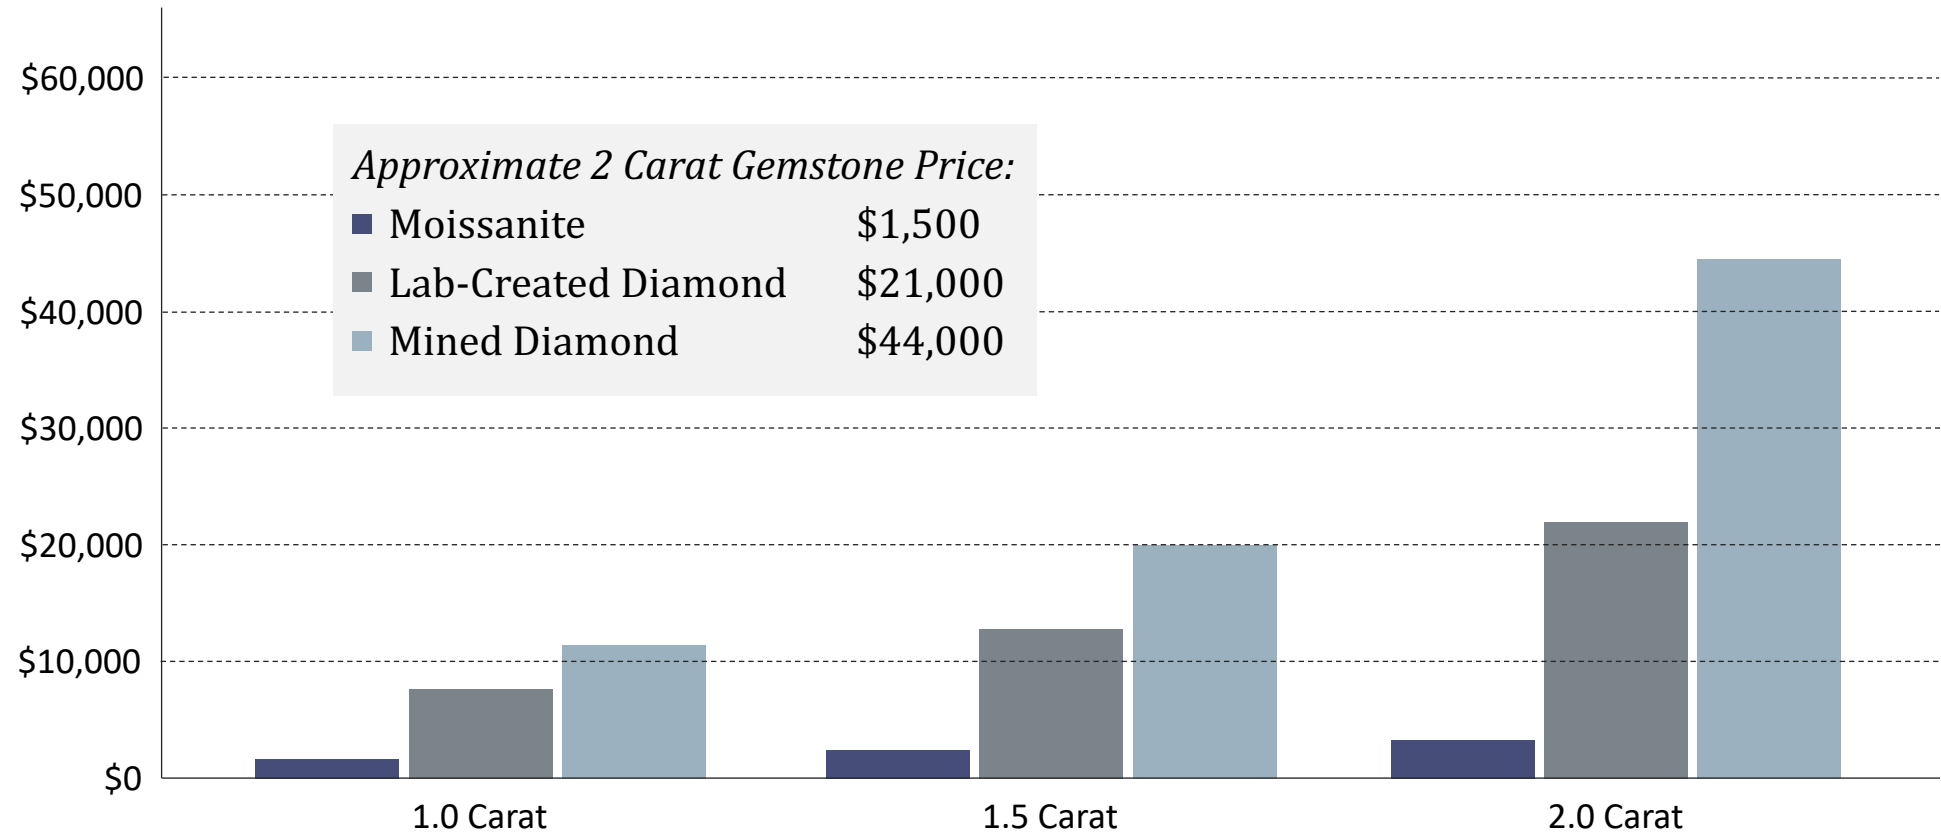 $60,000
$50,000
$40,000
$30,000
$20,000
$10,000
$0
Approximate 2 Carat Gemstone Price:
Moissanite $1,500
Lab-Created Diamond $21,000
Mined Diamond $44,000
1.0 Carat 1.5 Carat 2.0 Carat